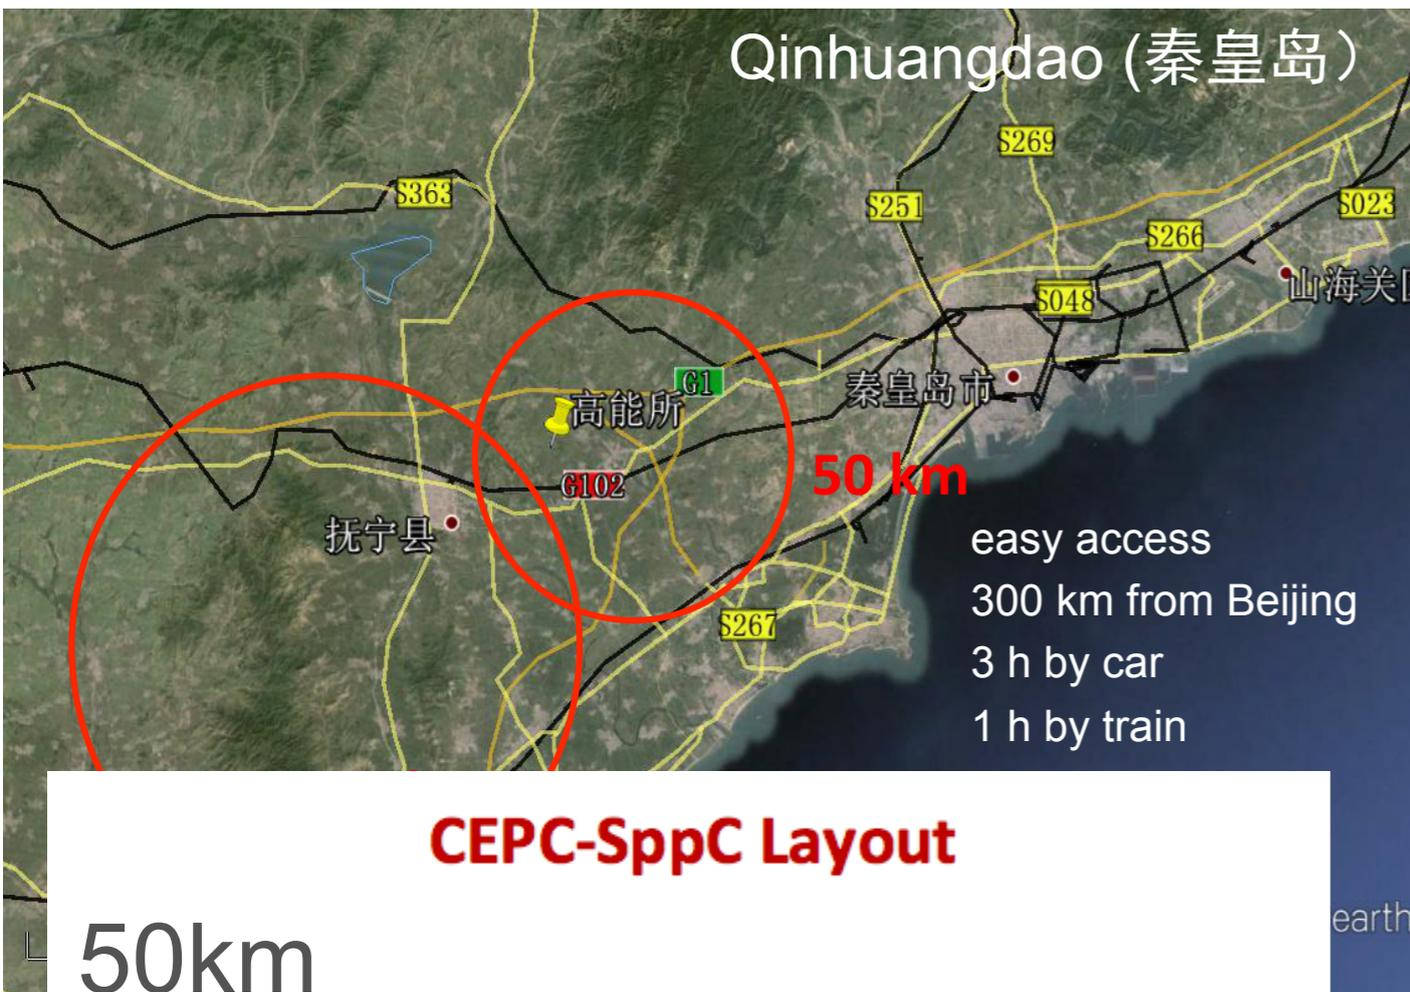 Qinhuangdao (秦皇岛）
S269
S363
S251
S023
S266
山海关
S048
G1
秦皇岛市
高能所
50 km
G102
抚宁县
easy access
300 km from Beijing
S267
3 h by car
1 h by train
CEPC-SppC Layout
earth
50km